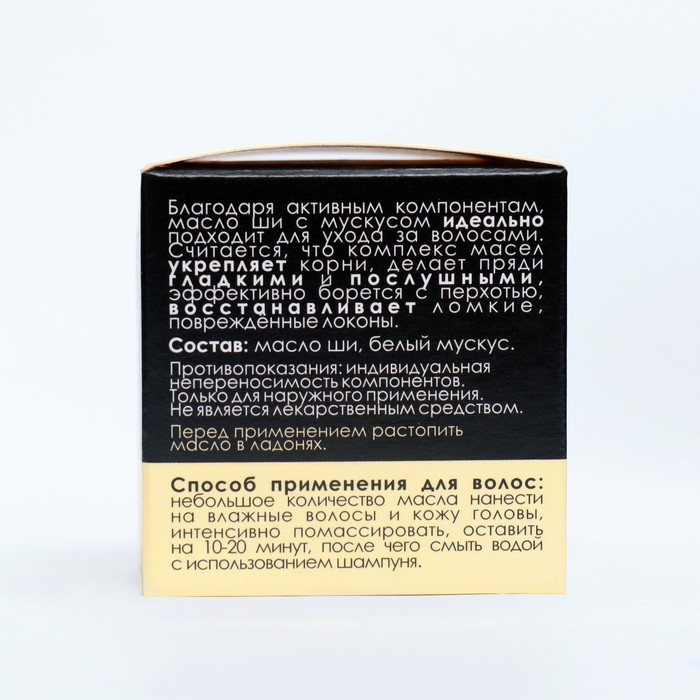 Благодаря активным компонентам,
масло ши с мускусом идеально
подходит для ухода за волосами.
Считается, что комплекс масел
укрепляет корни, делает пряди
гладкими и послушными,
эффективно борется с перхотью,
восстанавливает ломкие,
повреждённые локоны.
Состав: масло ши, белый мускус.
Противопоказания: индивидуальная
непереносимость компонентов.
Только для наружного применения.
Не является лекарственным средством.
Перед применением растопить
масло в ладонях.
Способ применения для волос:
небольшое количество масла нанести
на влажные волосы и кожу головы,
интенсивно помассировать, оставить
на 10-20 минут, после чего смыть водой
с использованием шампуня.